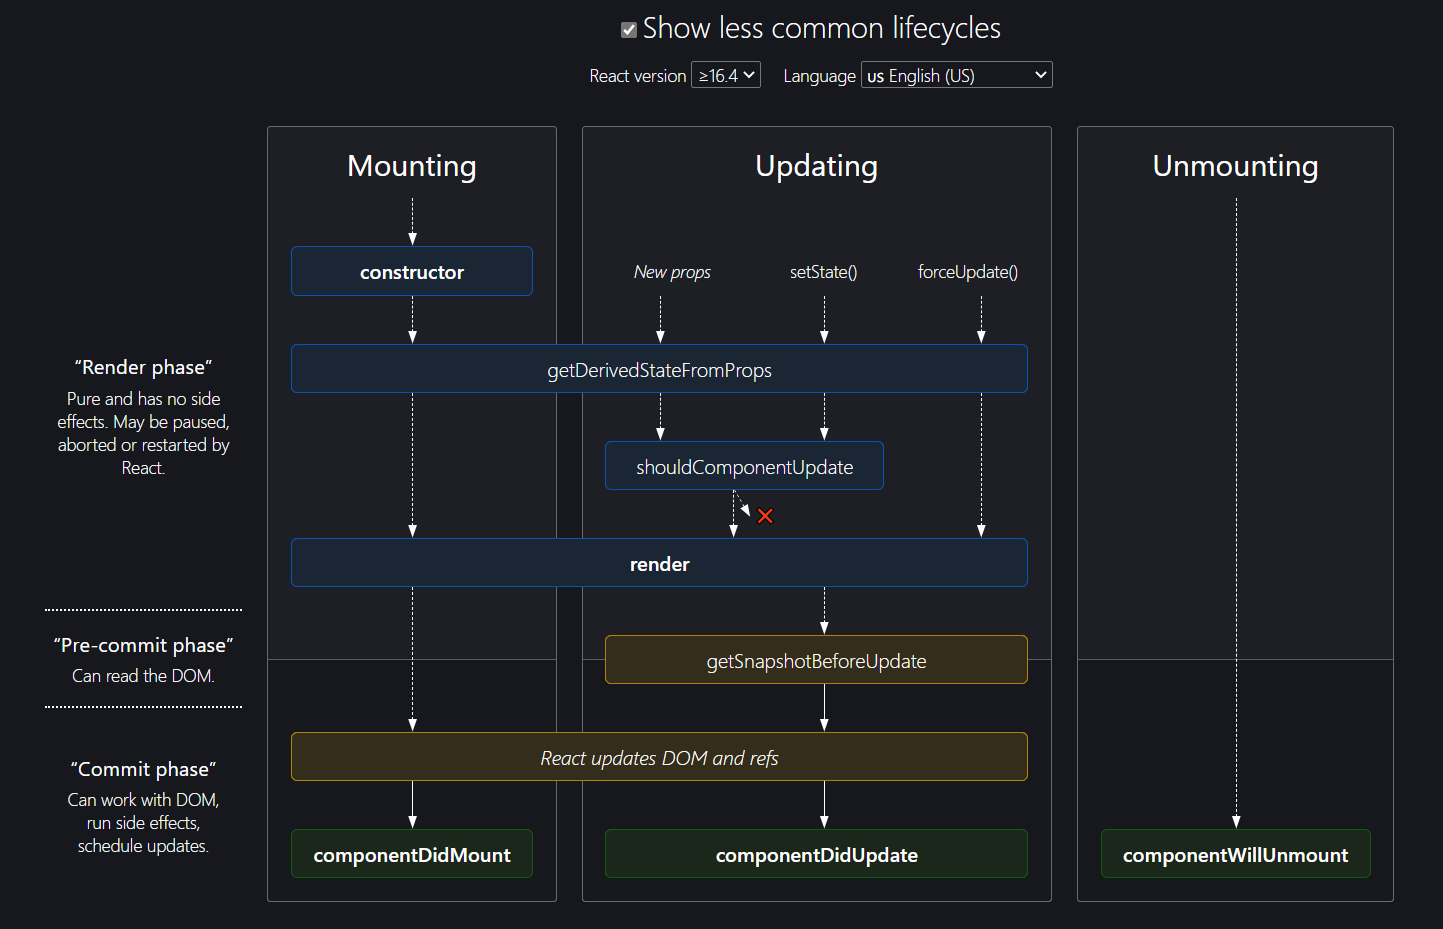 Show less common lifecycles
React version ≥16.4 Language us English (US)
Mounting
Updating
Unmounting
constructor
New props
setState()
forceUpdate()
“Render phase”
Pure and has no side
effects. May be paused,
aborted or restarted by
React.
getDerivedStateFromProps
shouldComponentUpdate
render
“Pre-commit phase”
Can read the DOM.
getSnapshotBeforeUpdate
React updates DOM and refs
“Commit phase”
Can work with DOM,
run side effects,
schedule updates.
componentDidMount
componentDidUpdate
componentWillUnmount